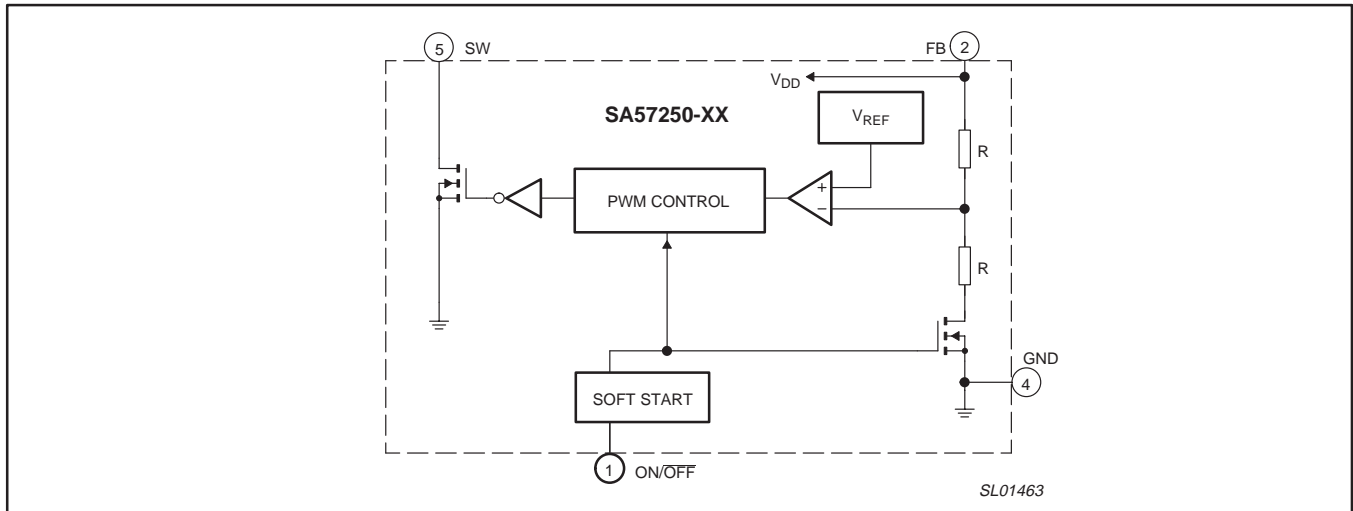 5 SW
FB 2
VDD
SA57250-XX
VREF
R
+
PWM CONTROL
−
R
GND
4
SOFT START
1 ON/OFF
SL01463